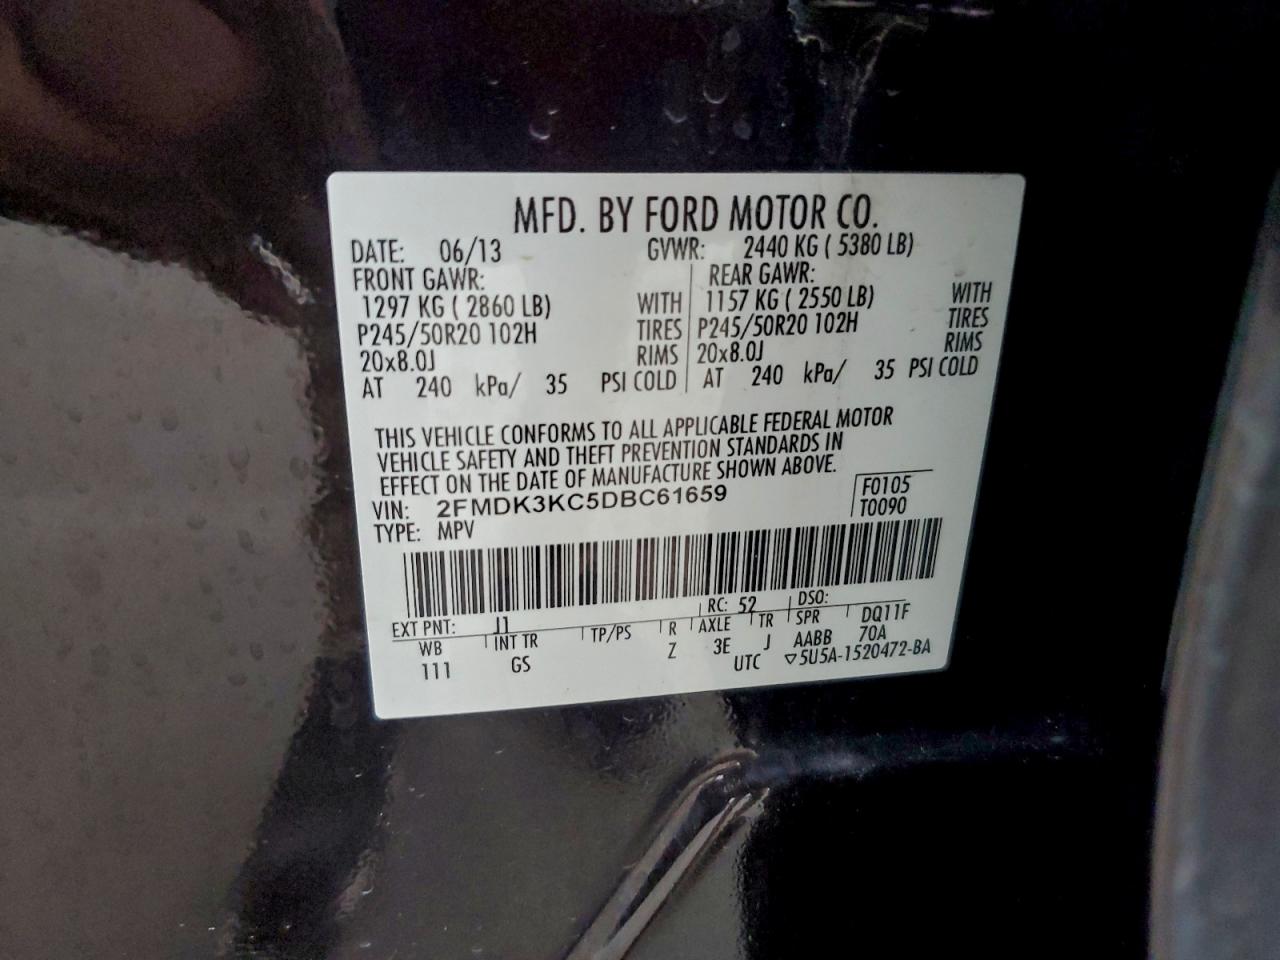 MFD. BY FORD MOTOR CO.
DATE: 06/13 GVWR: 2440 KG ( 5380 LB)
FRONT GAWR: REAR GAWR:
1297 KG ( 2860 LB) WITH 1157 KG ( 2550 LB) WITH
P245/50R20 102H TIRES P245/50R20 102H TIRES
20x8.0J RIMS 20x8.0J RIMS
AT 240 kPa/ 35 PSI COLD AT 240 kPa/ 35 PSI COLD
THIS VEHICLE CONFORMS TO ALL APPLICABLE FEDERAL MOTOR
VEHICLE SAFETY AND THEFT PREVENTION STANDARDS IN
EFFECT ON THE DATE OF MANUFACTURE SHOWN ABOVE.
VIN: 2FMDK3KC5DBC61659 F0105
TYPE: MPV T0090
EXT PNT: J1 RC: 52 DSO:
WB INT TR TP/PS R AXLE TR SPR DQ11F
111 GS Z 3E J AABB 70A
UTC ▽5U5A-1520472-BA